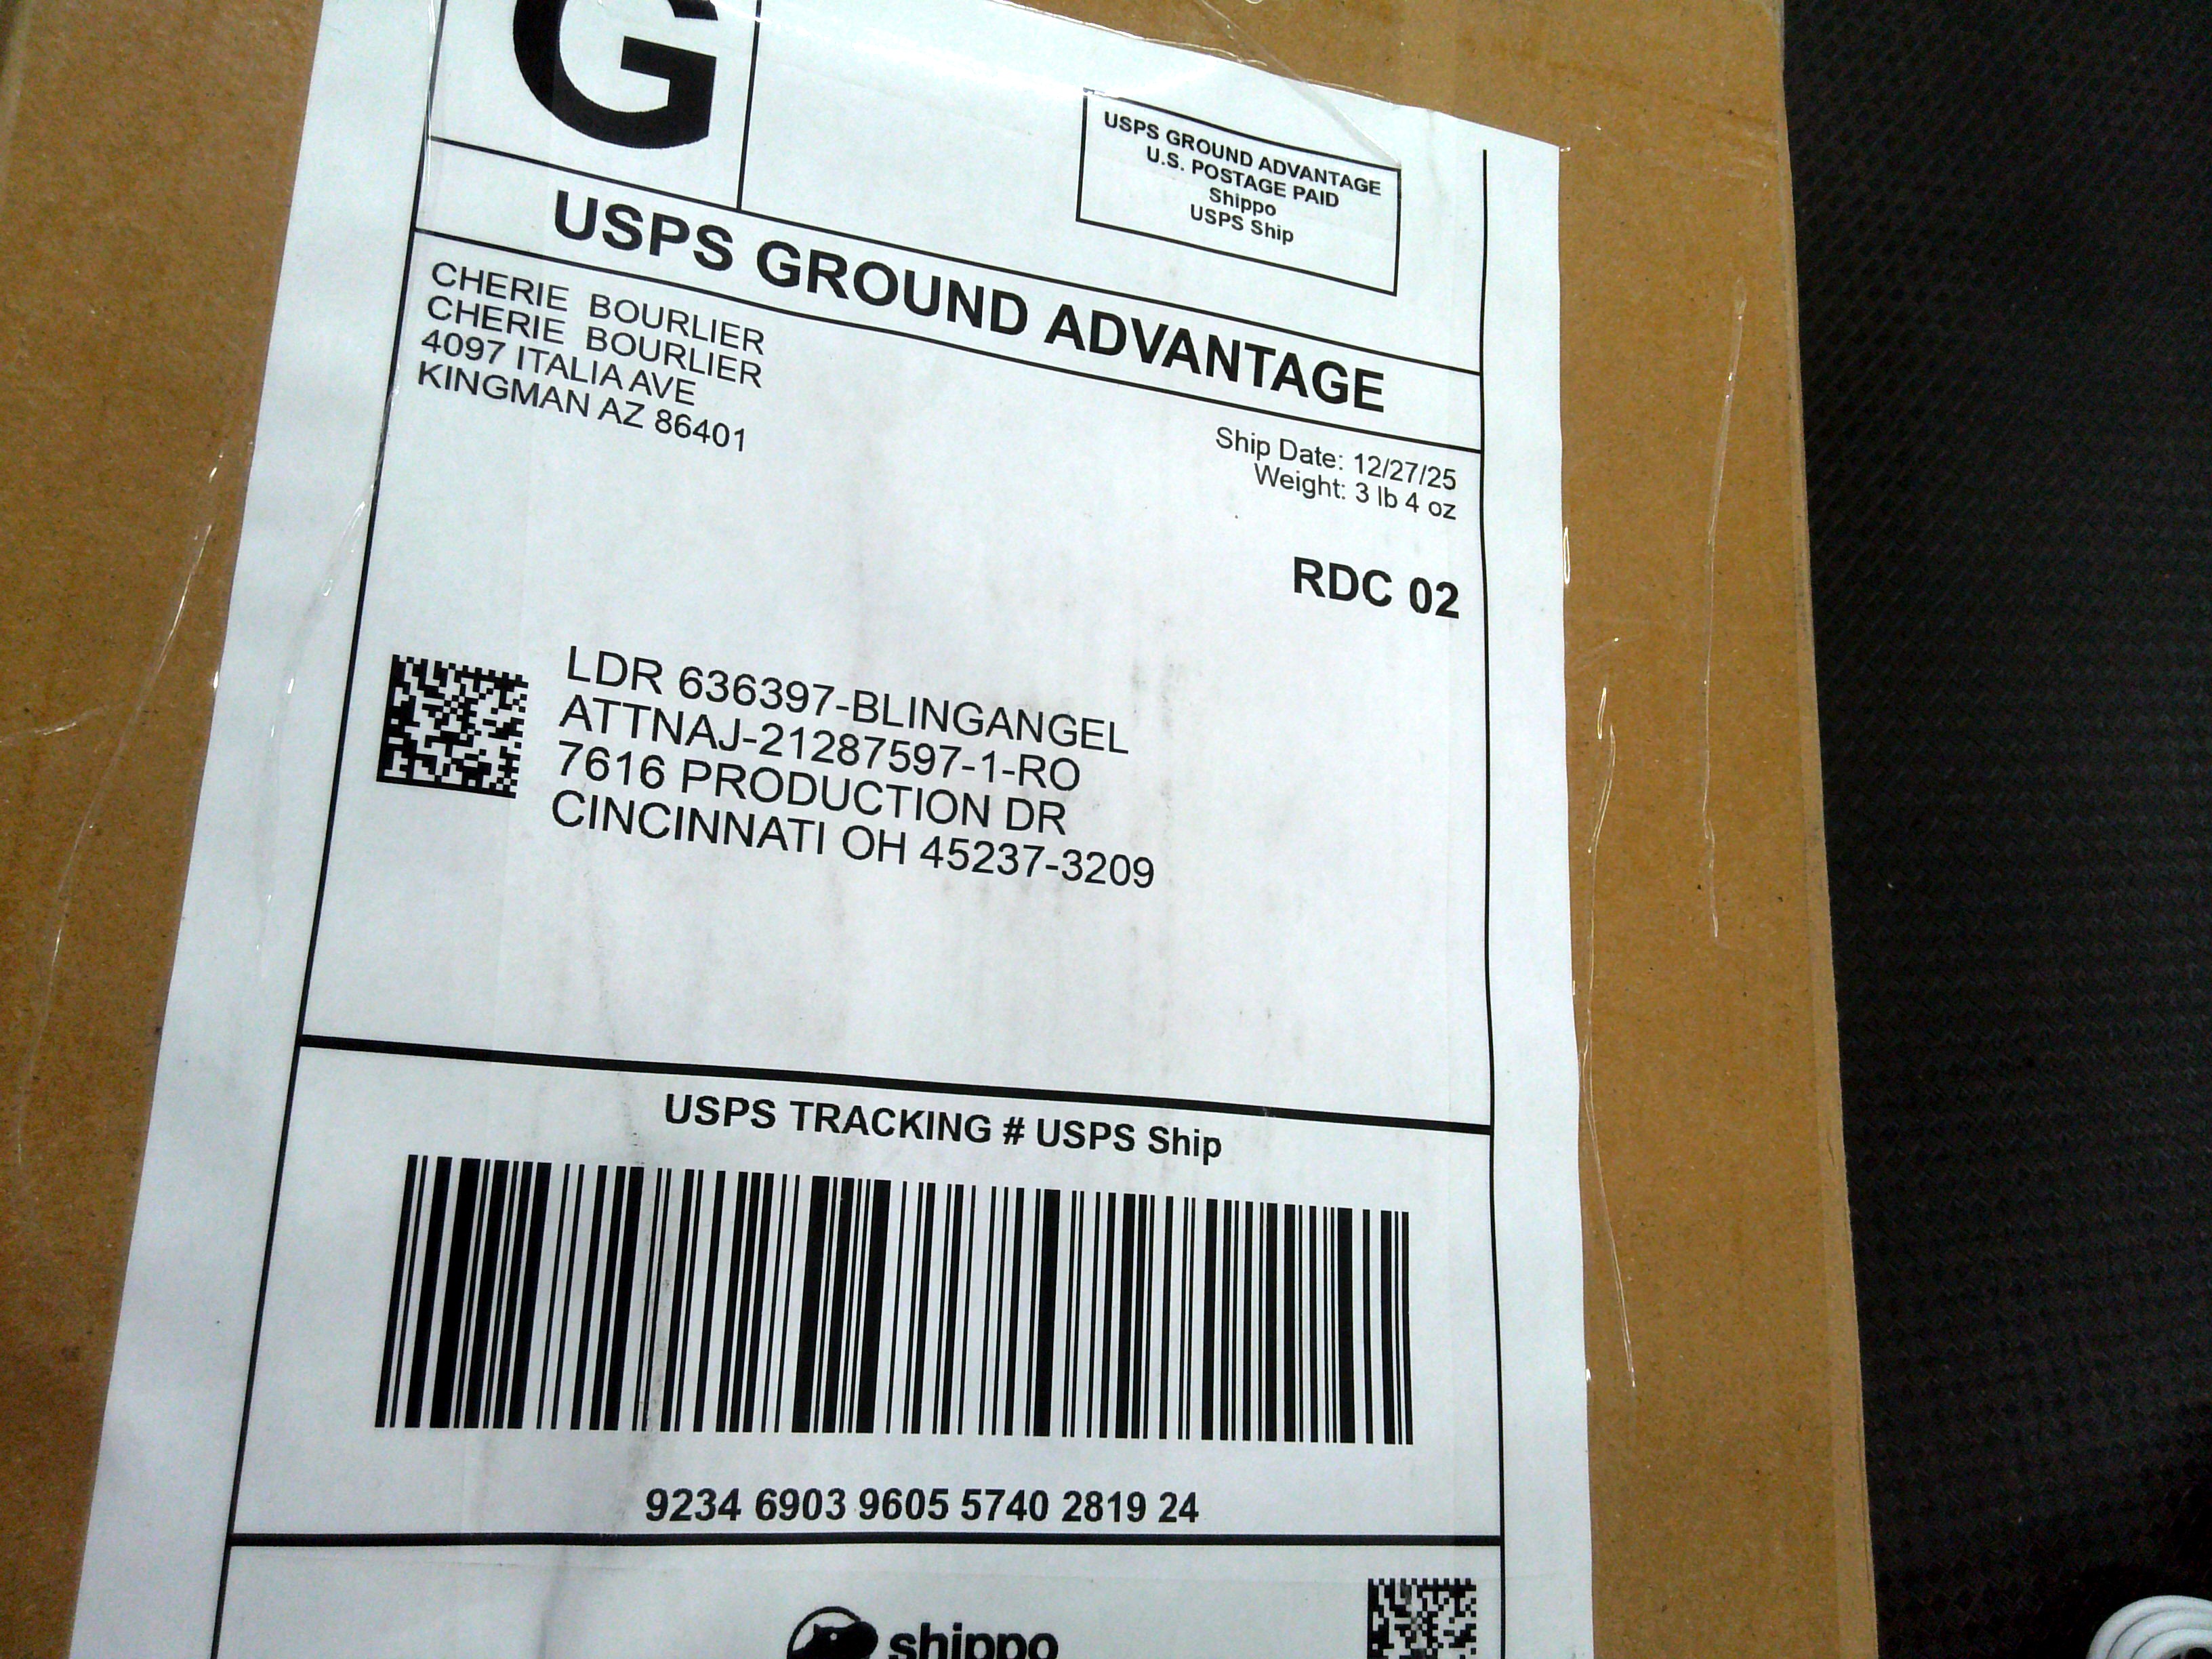 G
USPS GROUND ADVANTAGE
U.S. POSTAGE PAID
Shippo
USPS Ship
USPS GROUND ADVANTAGE
CHERIE BOURLIER
CHERIE BOURLIER
4097 ITALIA AVE
KINGMAN AZ 86401
Ship Date: 12/27/25
Weight: 3 lb 4 oz
RDC 02
LDR 636397-BLINGANGEL
ATTNAJ-21287597-1-RO
7616 PRODUCTION DR
CINCINNATI OH 45237-3209
USPS TRACKING # USPS Ship
9234 6903 9605 5740 2819 24
shippo